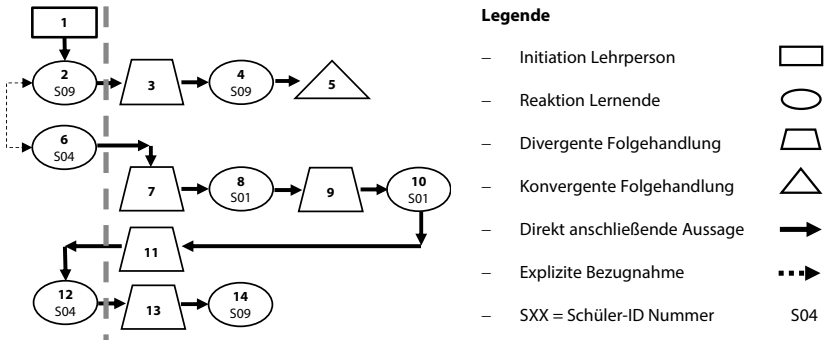 1
2
S09
3
4
S09
5
6
S04
7
8
S01
9
10
S01
11
12
S04
13
14
S09
Legende
– Initiation Lehrperson
– Reaktion Lernende
– Divergente Folgehandlung
– Konvergente Folgehandlung
– Direkt anschließende Aussage
– Explizite Bezugnahme
– SXX = Schüler-ID Nummer S04